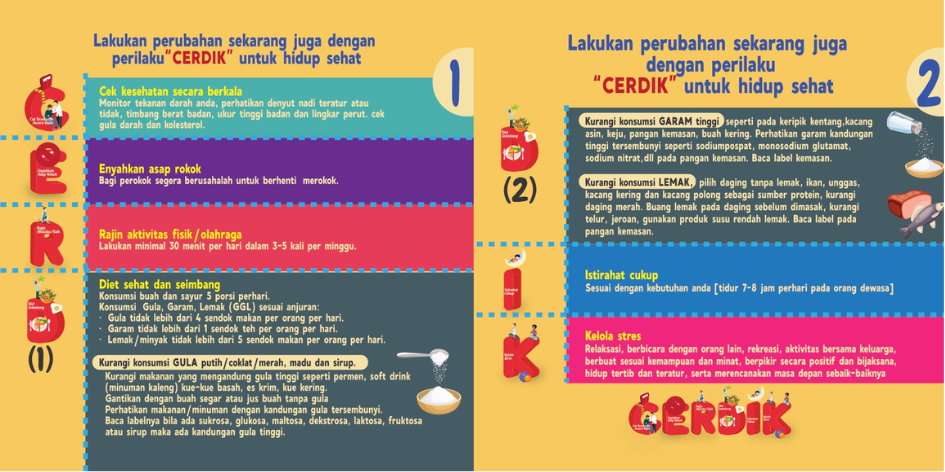 Lakukan perubahan sekarang juga dengan
perilaku "CERDIK" untuk hidup sehat
1
C
Cek kesehatan secara berkala
Monitor tekanan darah anda, perhatikan denyut nadi teratur atau
tidak, timbang berat badan, ukur tinggi badan dan lingkar perut. cek
gula darah dan kolesterol.
E
Enyahkan asap rokok
Bagi perokok segera berusahalah untuk berhenti merokok.
R
Rajin aktivitas fisik/olahraga
Lakukan minimal 30 menit per hari dalam 3-5 kali per minggu.
D
(1)
Diet sehat dan seimbang
Konsumsi buah dan sayur 5 porsi perhari.
Konsumsi Gula, Garam, Lemak (GGL) sesuai anjuran:
· Gula tidak lebih dari 4 sendok makan per orang per hari.
· Garam tidak lebih dari 1 sendok teh per orang per hari.
· Lemak/minyak tidak lebih dari 5 sendok makan per orang per hari.
Kurangi konsumsi GULA putih/coklat/merah, madu dan sirup.
Kurangi makanan yang mengandung gula tinggi seperti permen, soft drink
(minuman kaleng) kue-kue basah, es krim, kue kering.
Gantikan dengan buah segar atau jus buah tanpa gula
Perhatikan makanan/minuman dengan kandungan gula tersembunyi.
Baca labelnya bila ada sukrosa, glukosa, maltosa, dekstrosa, laktosa, fruktosa
atau sirup maka ada kandungan gula tinggi.
Lakukan perubahan sekarang juga
dengan perilaku
"CERDIK" untuk hidup sehat
2
D
(2)
Kurangi konsumsi GARAM tinggi seperti pada keripik kentang,kacang
asin, keju, pangan kemasan, buah kering. Perhatikan garam kandungan
tinggi tersembunyi seperti sodiumpospat, monosodium glutamat,
sodium nitrat,dll pada pangan kemasan. Baca label kemasan.
Kurangi konsumsi LEMAK, pilih daging tanpa lemak, ikan, unggas,
kacang kering dan kacang polong sebagai sumber protein, kurangi
daging merah. Buang lemak pada daging sebelum dimasak, kurangi
telur, jeroan, gunakan produk susu rendah lemak. Baca label pada
pangan kemasan.
I
Istirahat
Cukup
Istirahat cukup
Sesuai dengan kebutuhan anda [tidur 7-8 jam perhari pada orang dewasa]
K
Kelola stres
Relaksasi, berbicara dengan orang lain, rekreasi, aktivitas bersama keluarga,
berbuat sesuai kemampuan dan minat, berpikir secara positif dan bijaksana,
hidup tertib dan teratur, serta merencanakan masa depan sebaik-baiknya
CERDIK